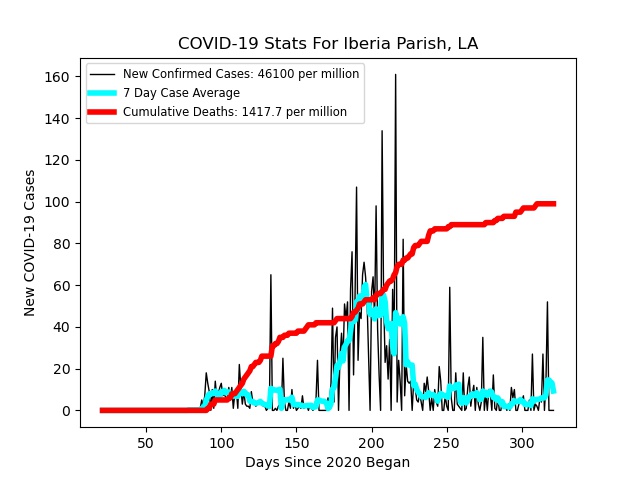 COVID-19 Stats For Iberia Parish, LA
New Confirmed Cases: 46100 per million
7 Day Case Average
Cumulative Deaths: 1417.7 per million
New COVID-19 Cases
160
140
120
100
80
60
40
20
0
50 100 150 200 250 300
Days Since 2020 Began